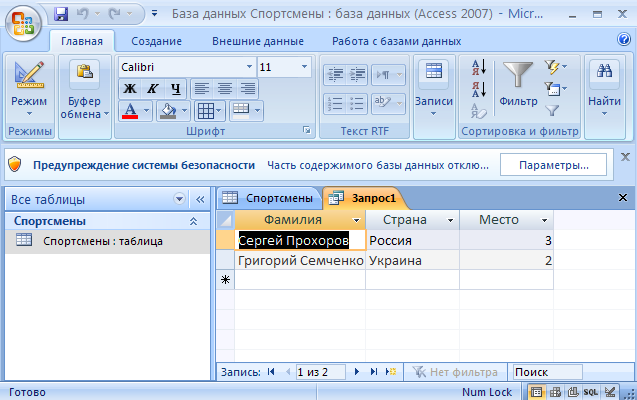 База данных Спортсмены : база данных (Access 2007) - Micr...
Главная Создание Внешние данные Работа с базами данных
Calibri 11
Режим Буфер обмена Ж К Ч А Записи Фильтр Найти
Режимы Шрифт Текст RTF Сортировка и фильтр
Предупреждение системы безопасности Часть содержимого базы данных отклю... Параметры...
Все таблицы Спортсмены Запрос1
Спортсмены Фамилия Страна Место
Спортсмены : таблица Сергей Прохоров Россия 3
Григорий Семченко Украина 2
Запись: 1 из 2 Нет фильтра Поиск
Готово Num Lock SQL